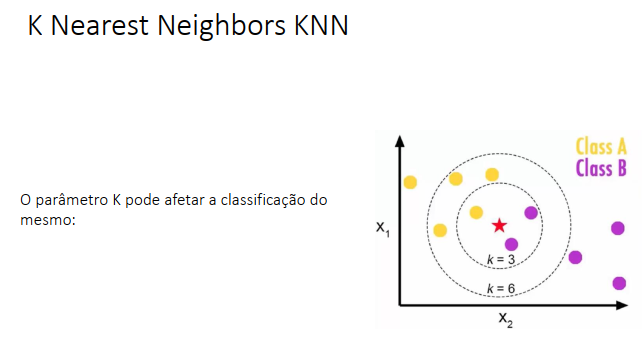 K Nearest Neighbors KNN
O parâmetro K pode afetar a classificação do
mesmo:
Class A
Class B
X1
k = 3
k = 6
X2